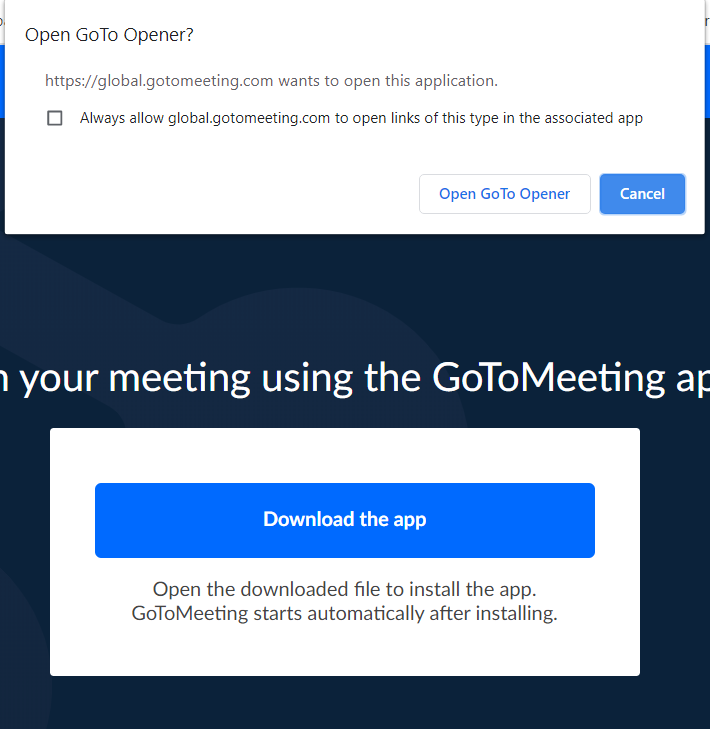 Open GoTo Opener?
https://global.gotomeeting.com wants to open this application.
Always allow global.gotomeeting.com to open links of this type in the associated app
Open GoTo Opener
Cancel
your meeting using the GoToMeeting
Download the app
Open the downloaded file to install the app.
GoToMeeting starts automatically after installing.